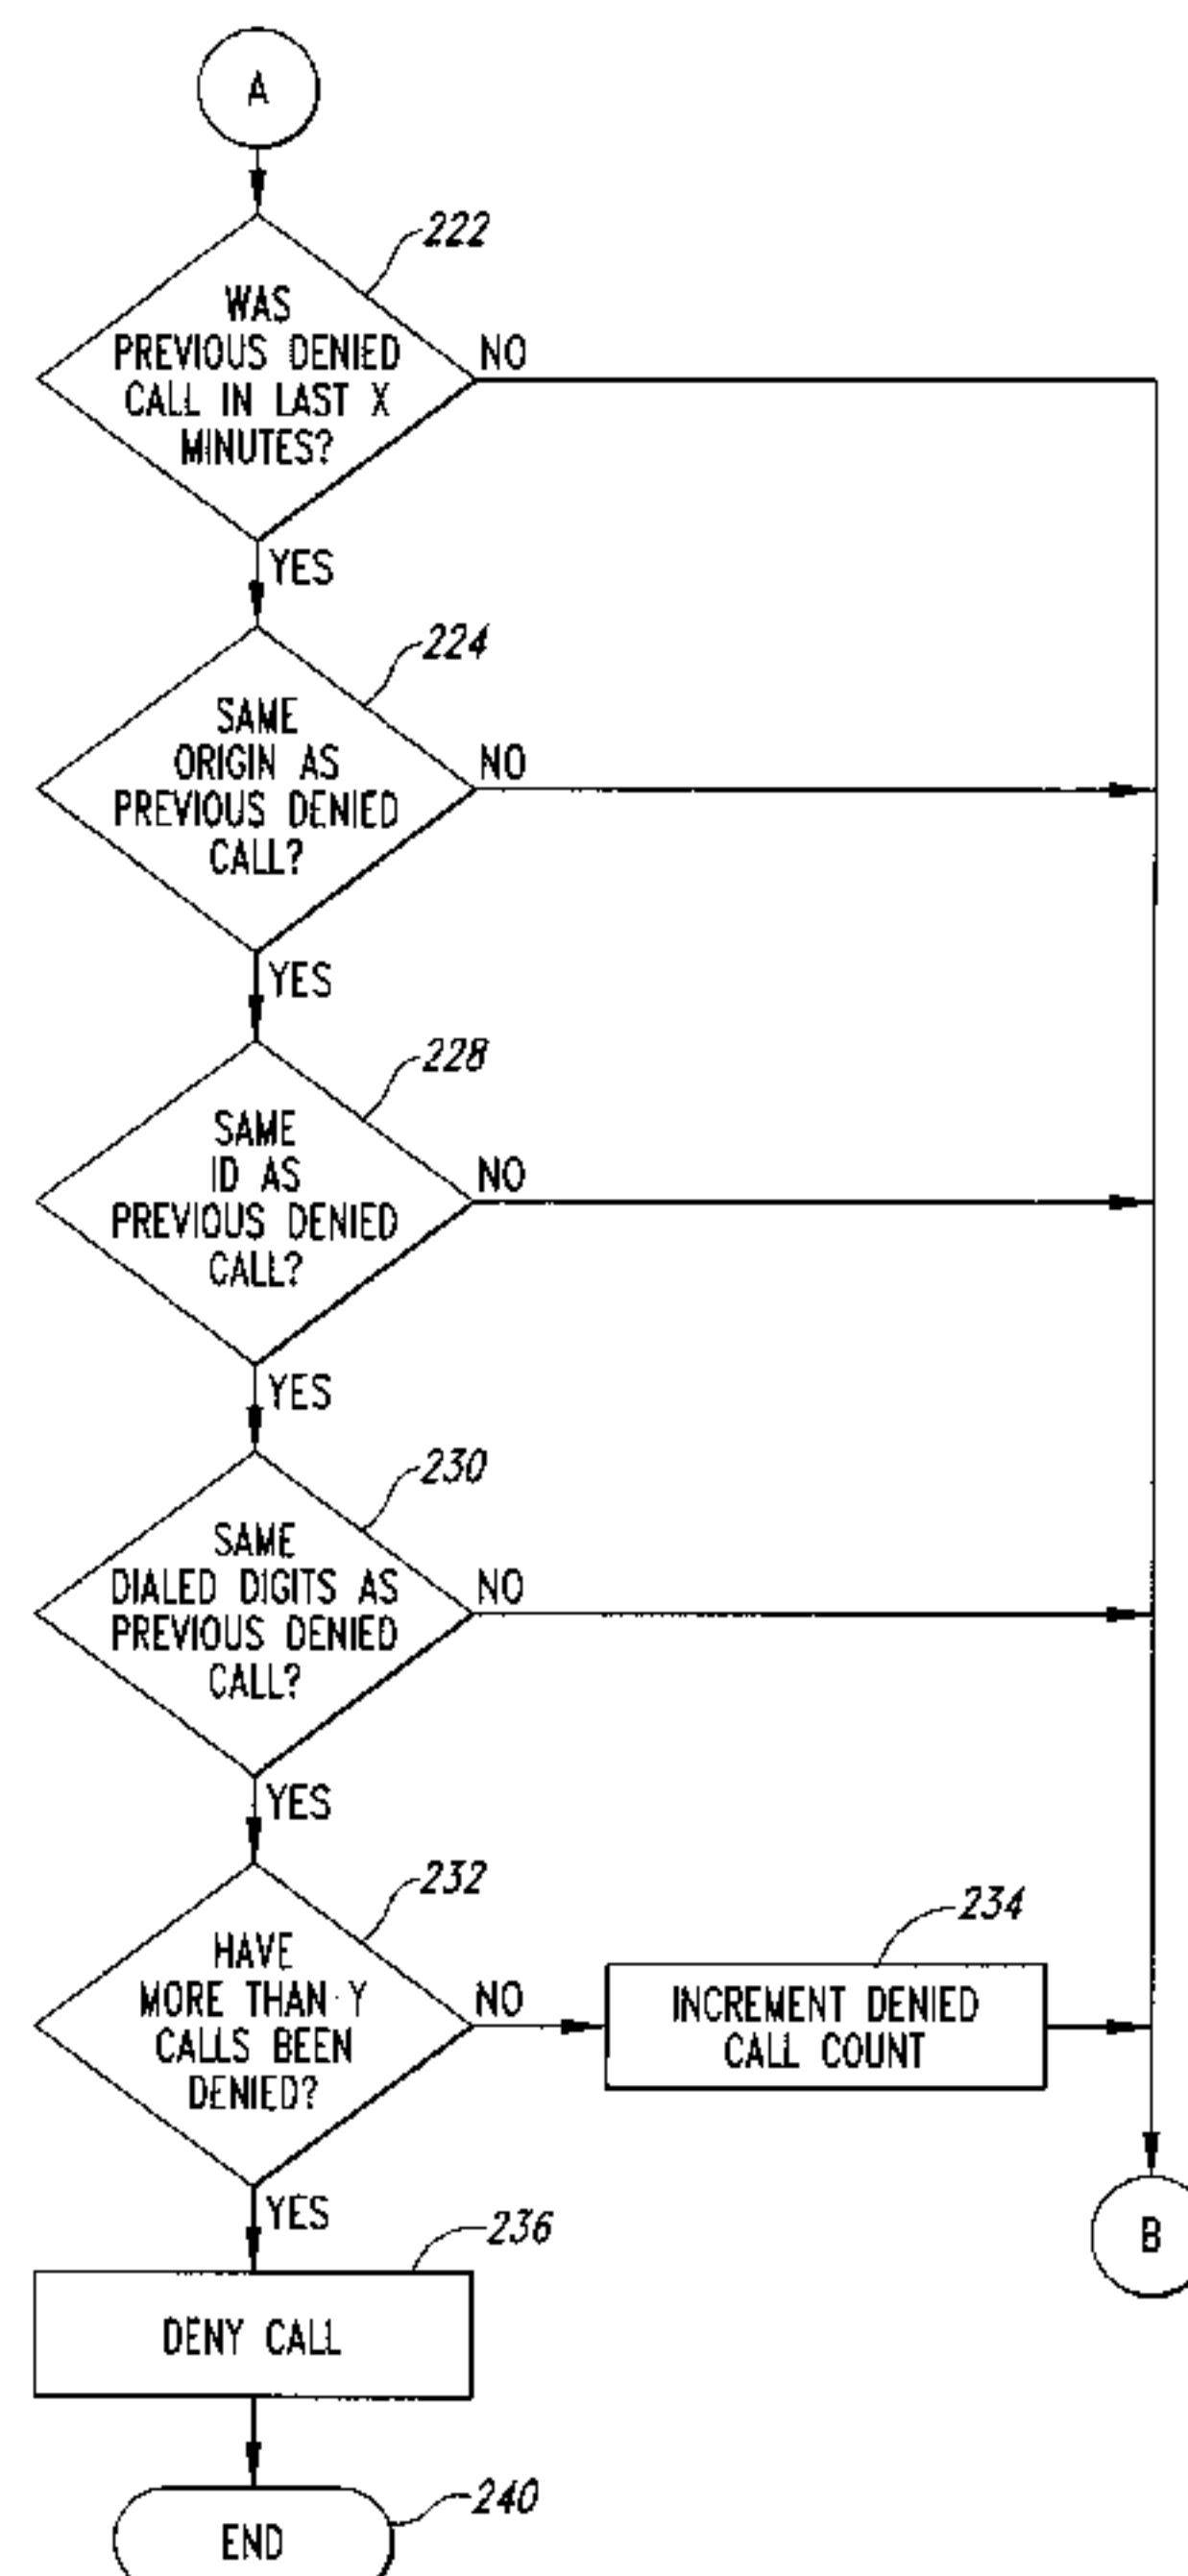 A
222
WAS
PREVIOUS DENIED
CALL IN LAST X
MINUTES?
NO
YES
224
SAME
ORIGIN AS
PREVIOUS DENIED
CALL?
NO
YES
228
SAME
ID AS
PREVIOUS DENIED
CALL?
NO
YES
230
SAME
DIALED DIGITS AS
PREVIOUS DENIED
CALL?
NO
YES
232
HAVE
MORE THAN Y
CALLS BEEN
DENIED?
NO
234
INCREMENT DENIED
CALL COUNT
YES
B
236
DENY CALL
240
END